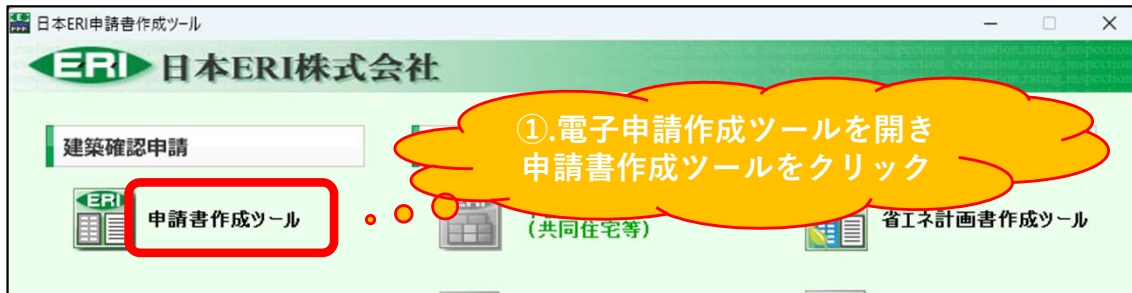 日本ERI申請書作成ツール
ERI 日本ERI株式会社
建築確認申請
①.電子申請作成ツールを開き
申請書作成ツールをクリック
ERI
申請書作成ツール
(共同住宅等)
省エネ計画書作成ツール